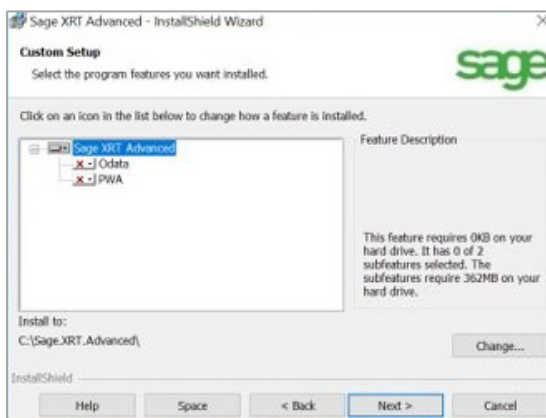 Sage XRT Advanced - InstallShield Wizard
Custom Setup
Select the program features you want installed.
sage
Click on an icon in the list below to change how a feature is installed.
Sage XRT Advanced
Odata
PWA
Feature Description
This feature requires 0KB on your
hard drive. It has 0 of 2
subfeatures selected. The
subfeatures require 362MB on your
hard drive.
Install to:
C:\Sage.XRT.Advanced\
Change...
InstallShield
Help
Space
< Back
Next >
Cancel